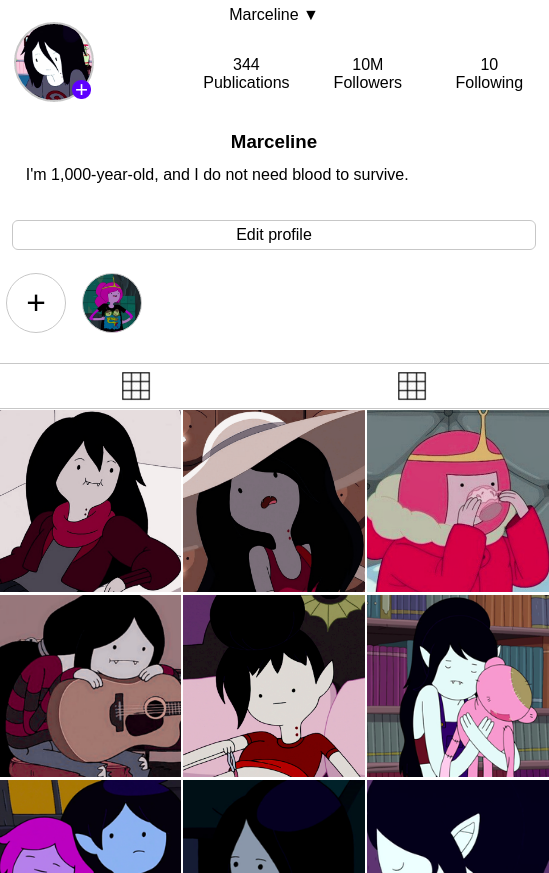 Marceline ▼
344
Publications
10M
Followers
10
Following
Marceline
I'm 1,000-year-old, and I do not need blood to survive.
Edit profile